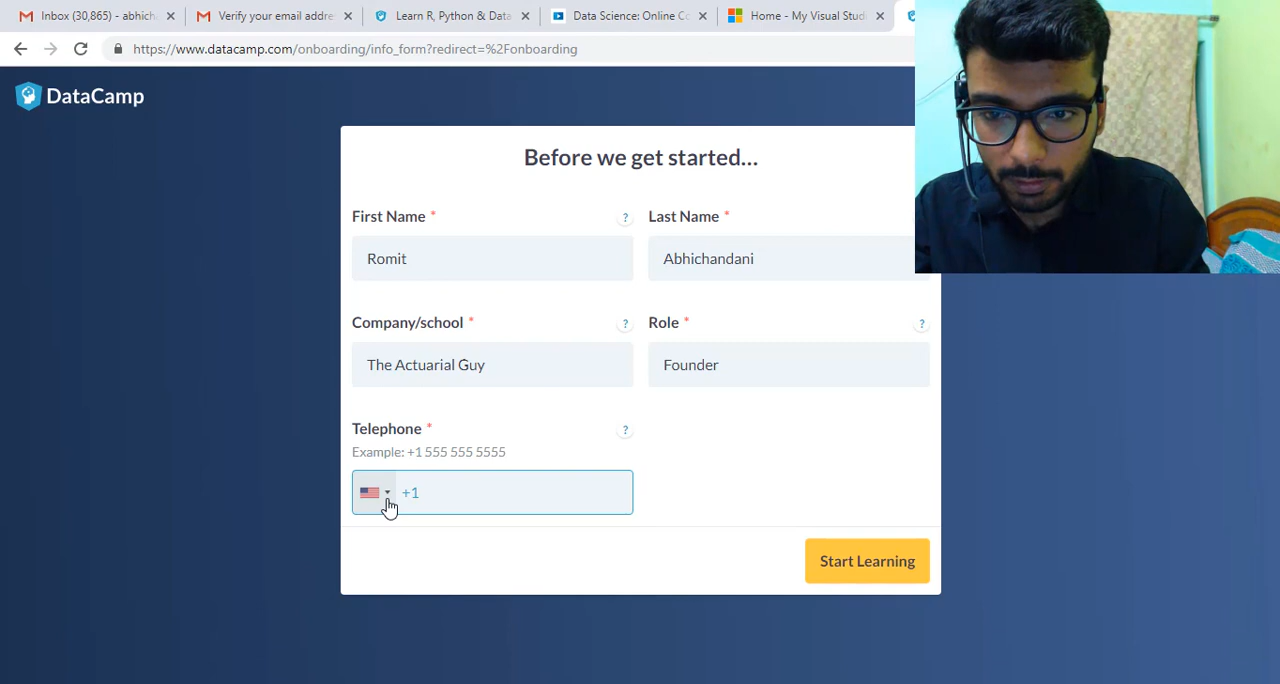 Inbox (30,865) - abhich
Verify your email addre
Learn R, Python & Data
Data Science: Online Co
Home - My Visual Studi
https://www.datacamp.com/onboarding/info_form?redirect=%2Fonboarding
DataCamp
Before we get started...
First Name * ?
Last Name *
Romit
Abhichandani
Company/school * ?
Role * ?
The Actuarial Guy
Founder
Telephone * ?
Example: +1 555 555 5555
+1
Start Learning